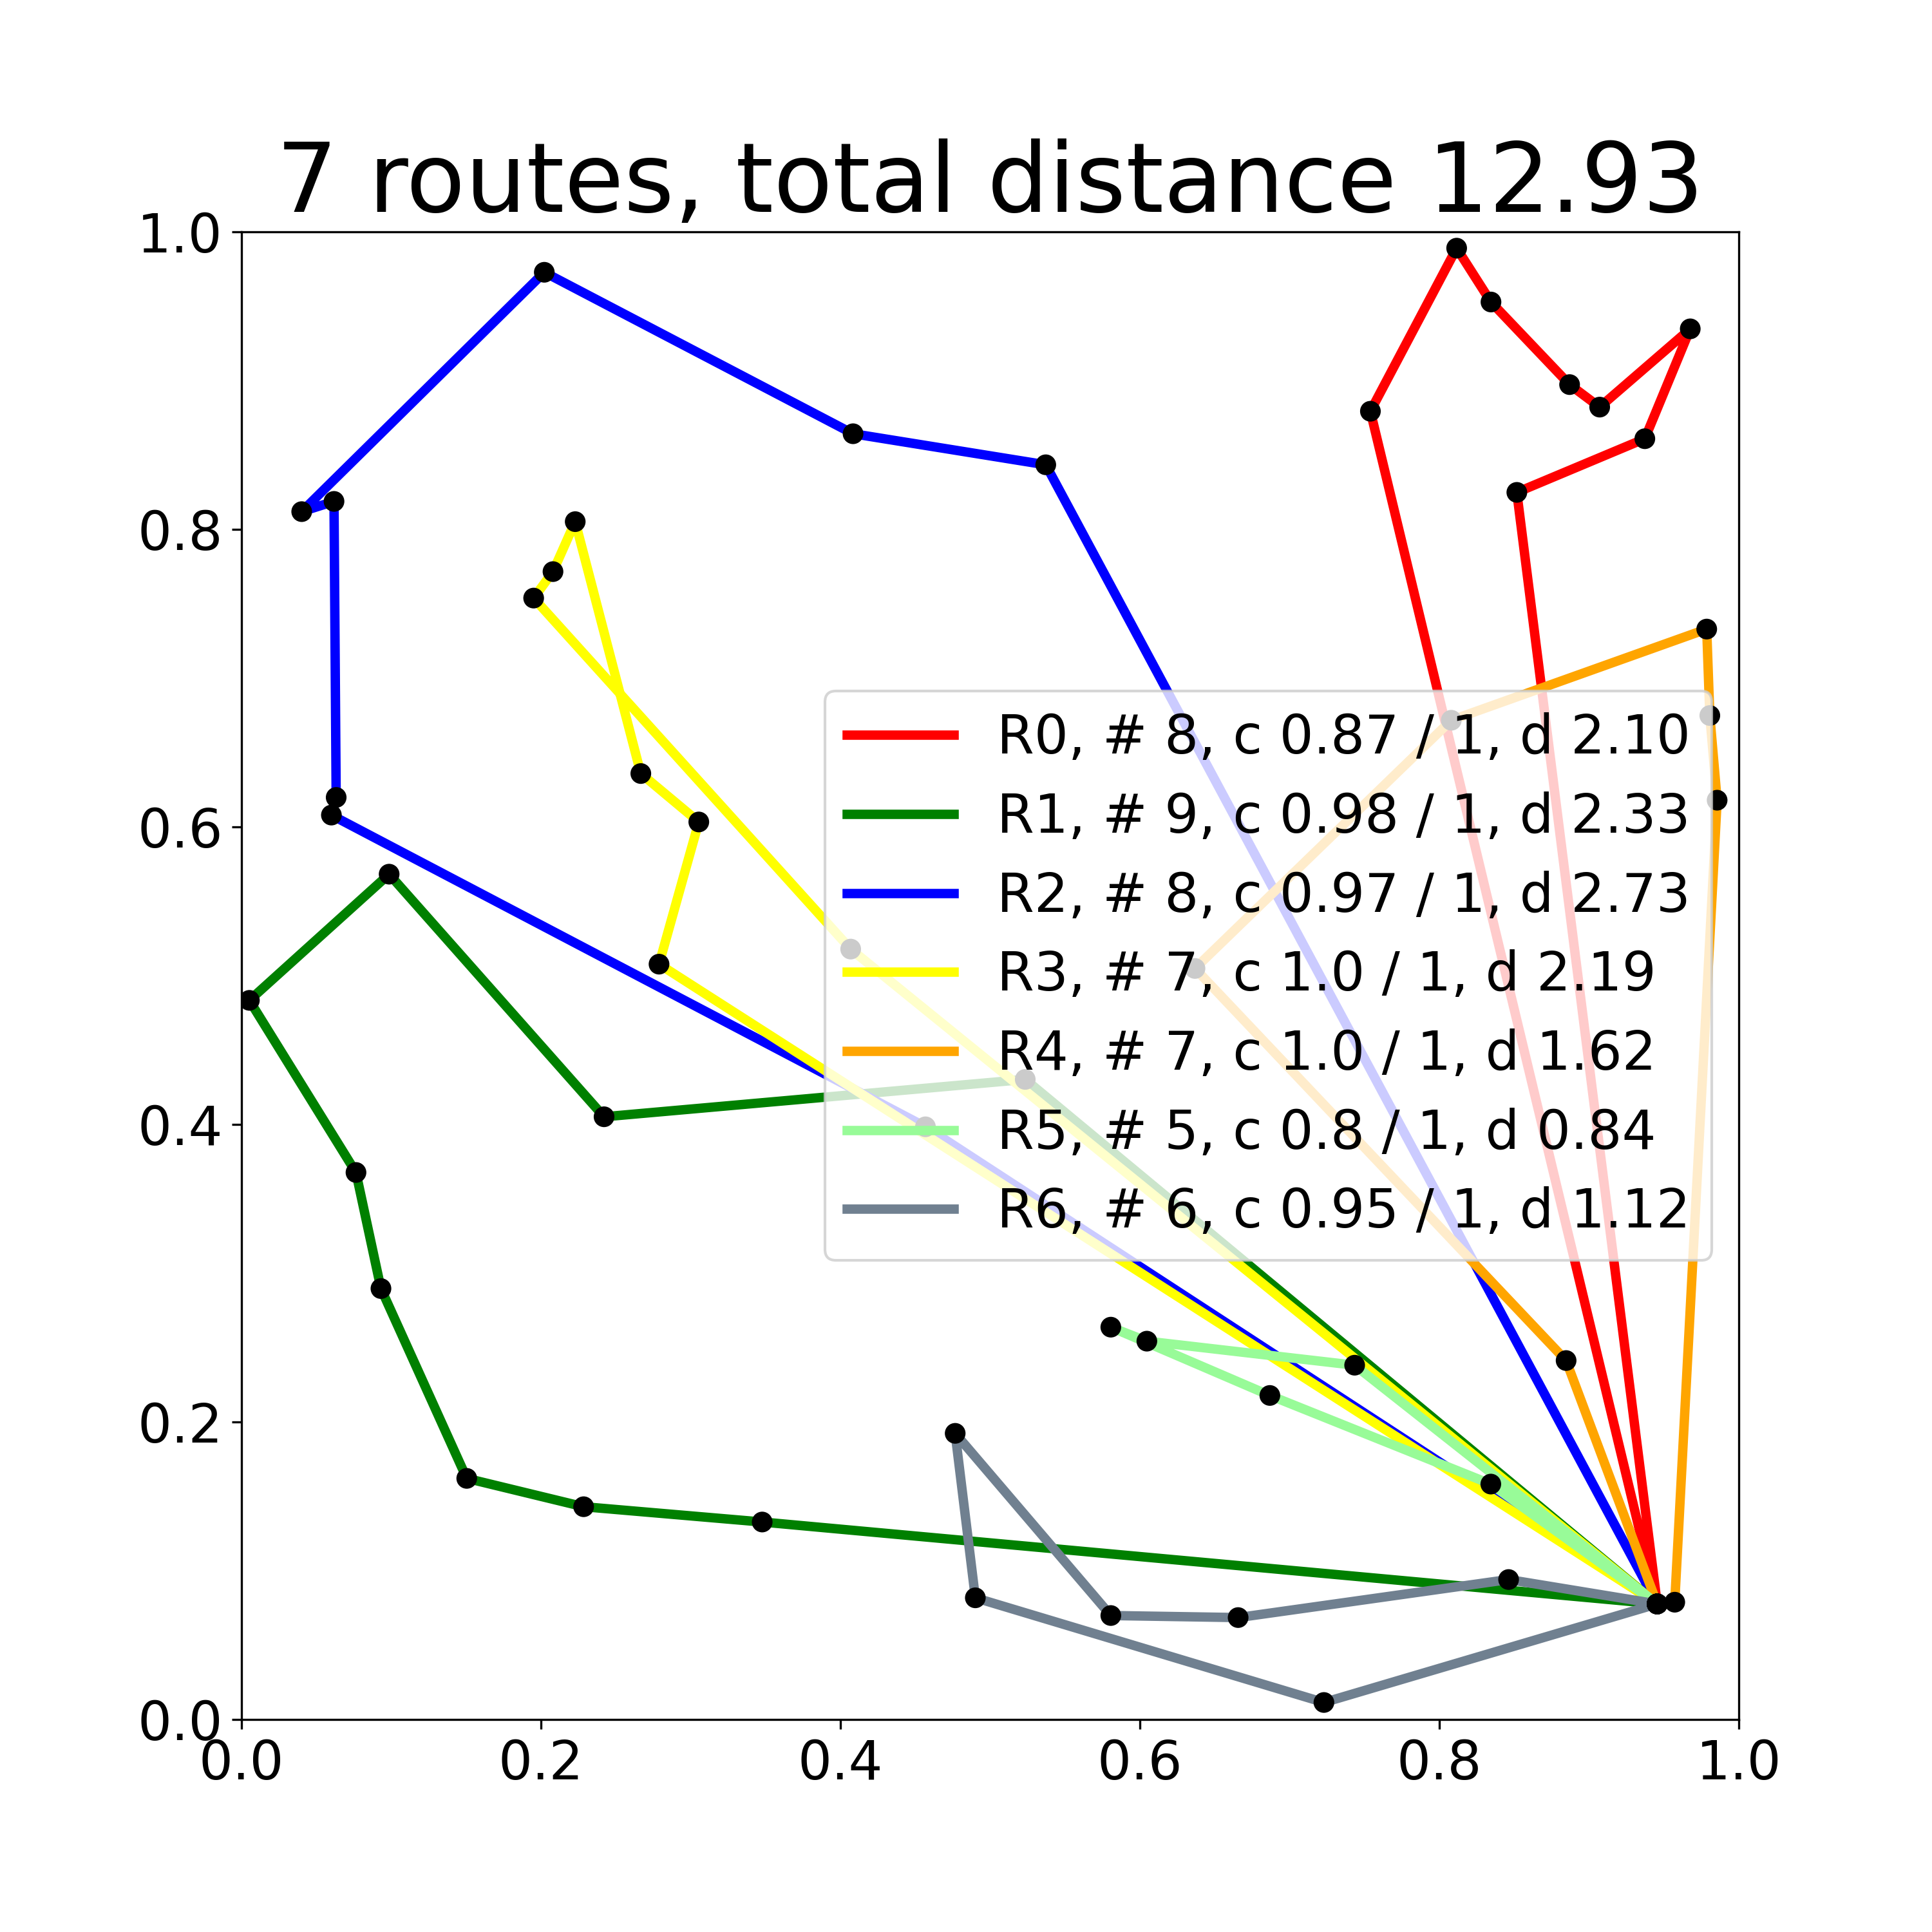 7 routes, total distance 12.93
1.0
0.8
0.6
0.4
0.2
0.0
R0, # 8, c 0.87 / 1, d 2.10
R1, # 9, c 0.98 / 1, d 2.33
R2, # 8, c 0.97 / 1, d 2.73
R3, # 7, c 1.0 / 1, d 2.19
R4, # 7, c 1.0 / 1, d 1.62
R5, # 5, c 0.8 / 1, d 0.84
R6, # 6, c 0.95 / 1, d 1.12
0.0 0.2 0.4 0.6 0.8 1.0